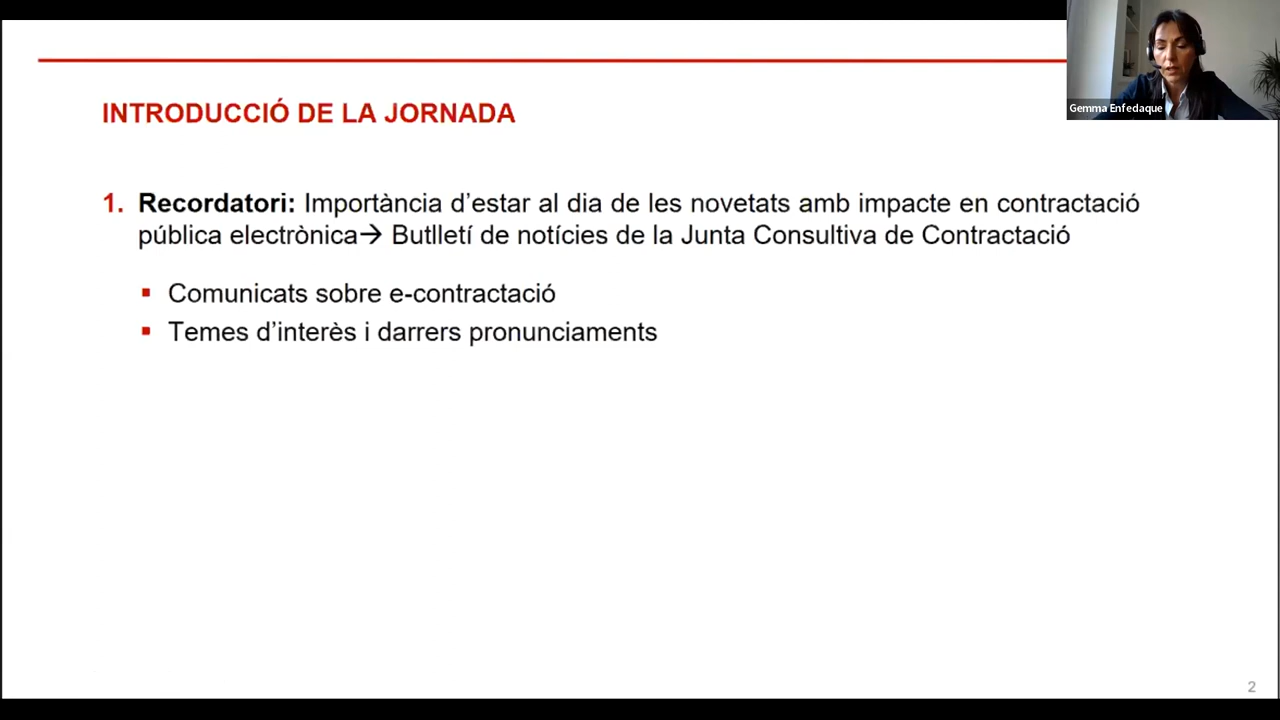 Gemma Enfedaque
INTRODUCCIÓ DE LA JORNADA
1. Recordatori: Importància d’estar al dia de les novetats amb impacte en contractació
pública electrònica→ Butlletí de notícies de la Junta Consultiva de Contractació
▪ Comunicats sobre e-contractació
▪ Temes d’interès i darrers pronunciaments
2